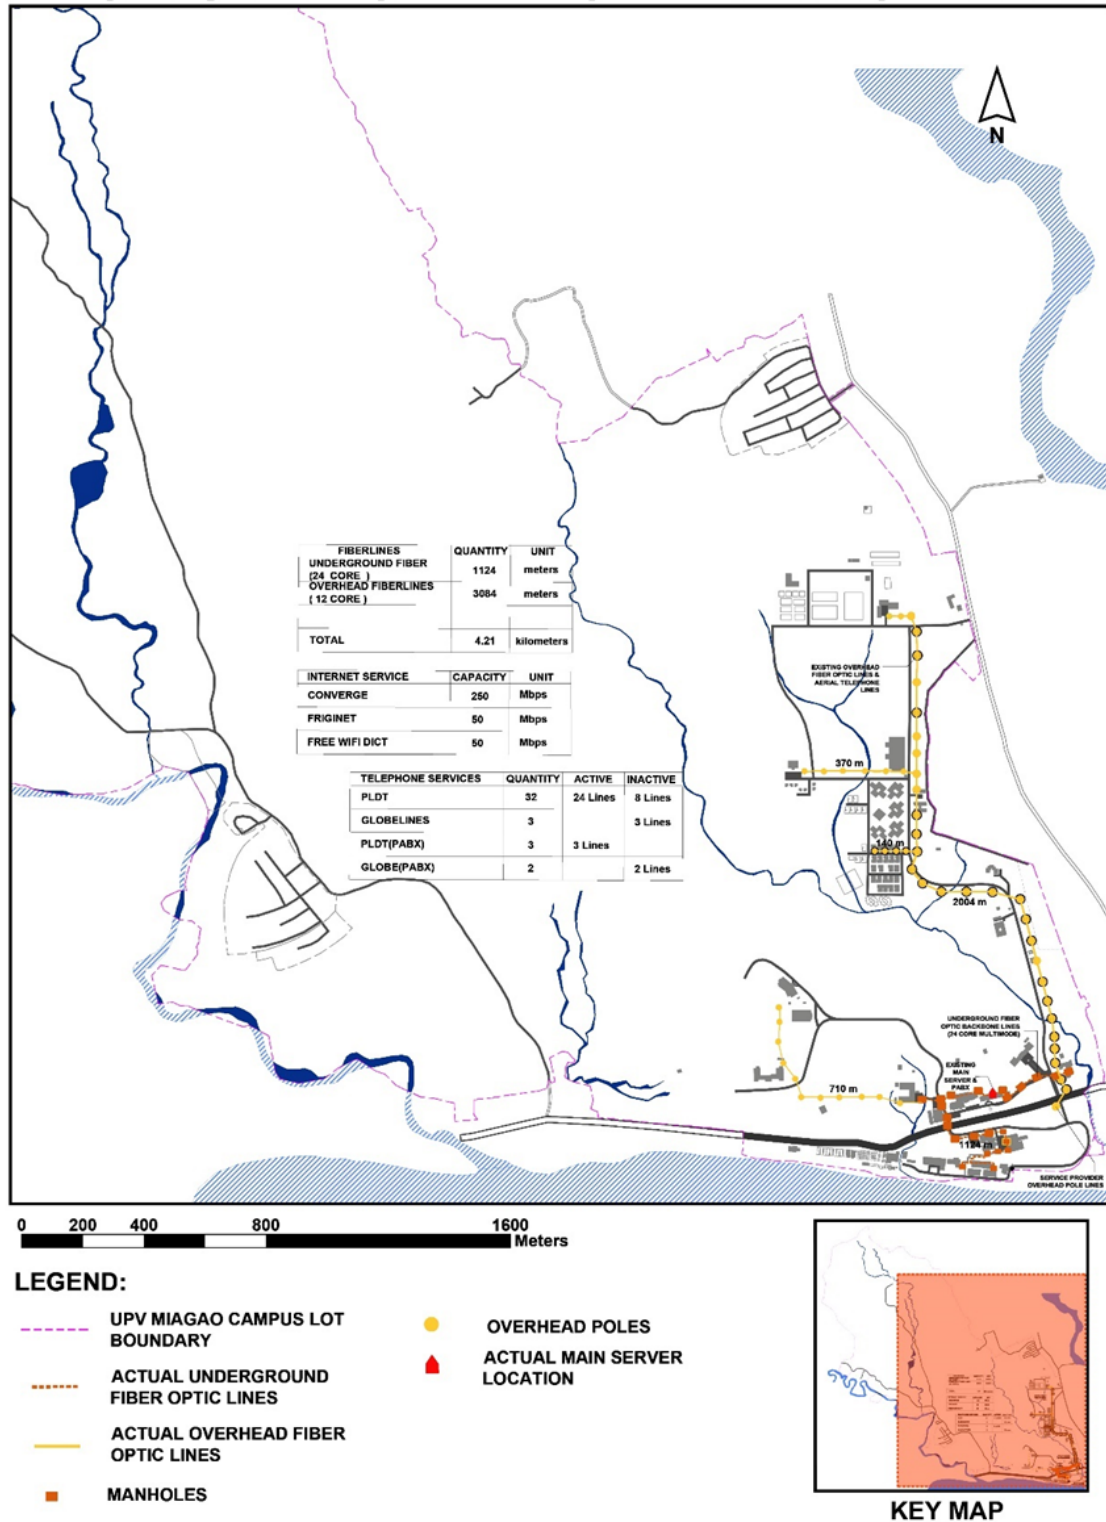 N
FIBERLINES QUANTITY UNIT
UNDERGROUND FIBER
(24 CORE ) 1124 meters
OVERHEAD FIBERLINES
( 12 CORE ) 3084 meters
TOTAL 4.21 kilometers
INTERNET SERVICE CAPACITY UNIT
CONVERGE 250 Mbps
FRIGINET 50 Mbps
FREE WIFI DICT 50 Mbps
TELEPHONE SERVICES QUANTITY ACTIVE INACTIVE
PLDT 32 24 Lines 8 Lines
GLOBELINES 3 3 Lines
PLDT(PABX) 3 3 Lines
GLOBE(PABX) 2 2 Lines
EXISTING OVERHEAD
FIBER OPTIC LINES &
AERIAL TELEPHONE
LINES
370 m
140 m
2004 m
UNDERGROUND FIBER
OPTIC BACKBONE LINES
(24 CORE MULTIMODE)
EXISTING
MAIN
SERVER &
PABX
710 m
1124 m
SERVICE PROVIDER
OVERHEAD POLE LINES
0 200 400 800 1600
Meters
LEGEND:
UPV MIAGAO CAMPUS LOT
BOUNDARY
ACTUAL UNDERGROUND
FIBER OPTIC LINES
ACTUAL OVERHEAD FIBER
OPTIC LINES
MANHOLES
OVERHEAD POLES
ACTUAL MAIN SERVER
LOCATION
KEY MAP